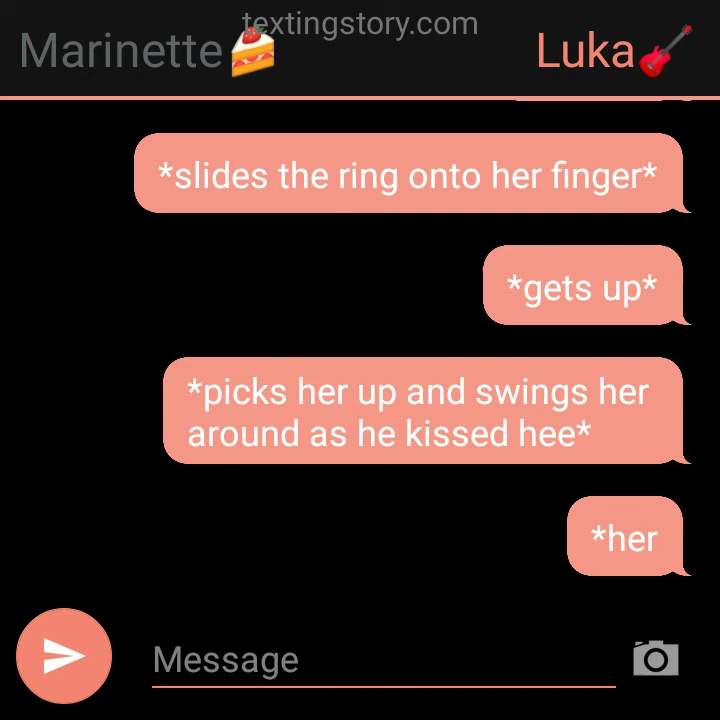 textingstory.com
Marinette🍰 Luka🎸
*slides the ring onto her finger*
*gets up*
*picks her up and swings her
around as he kissed hee*
*her
Message